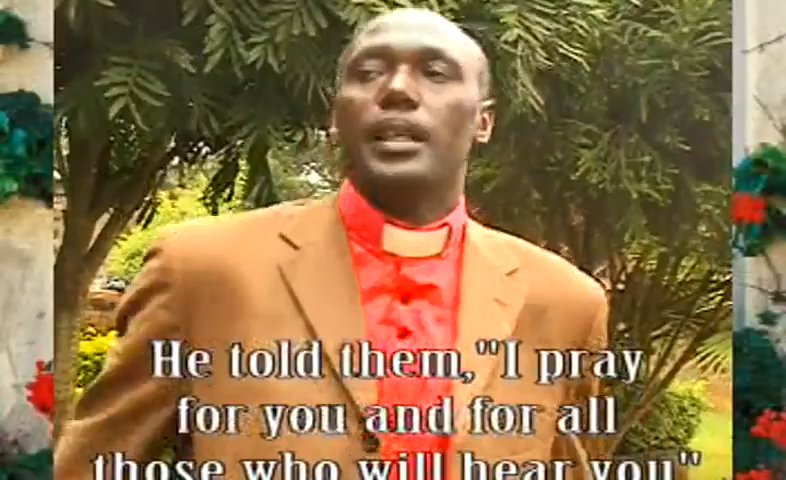 He told them,"I pray
for you and for all
those who will hear you"